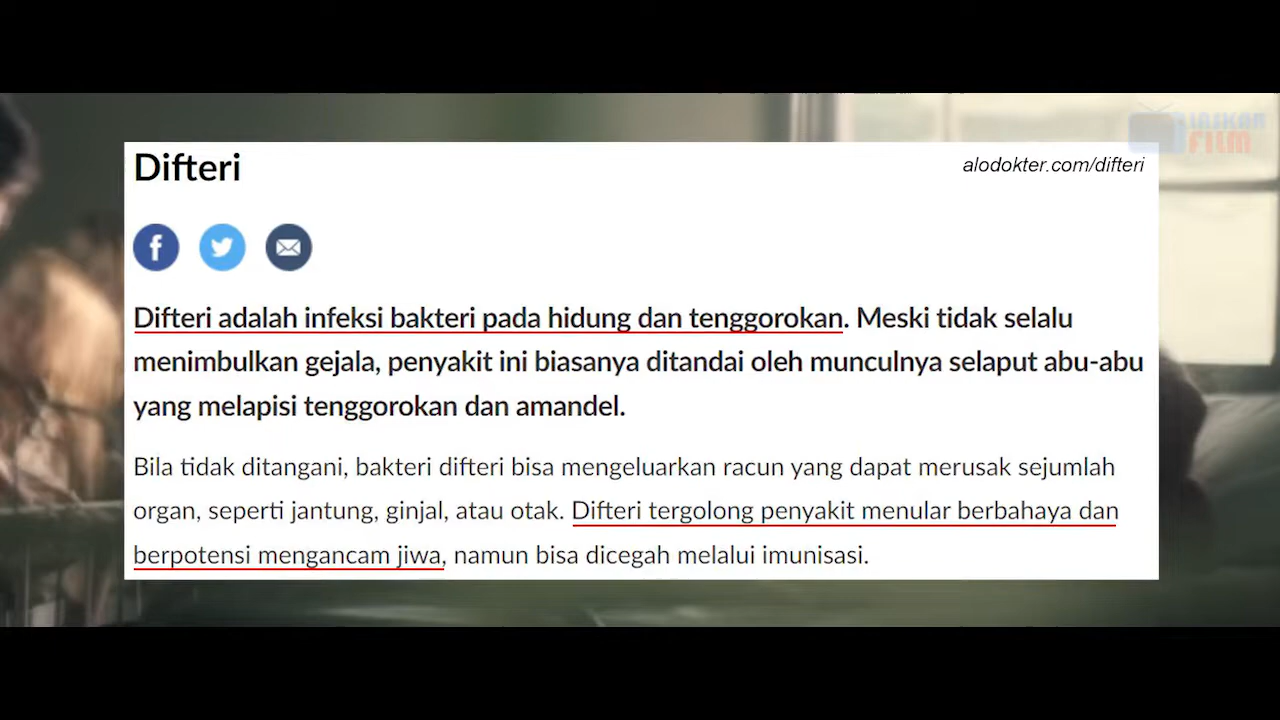 LASKAR
FILM
Difteri
alodokter.com/difteri
Difteri adalah infeksi bakteri pada hidung dan tenggorokan. Meski tidak selalu
menimbulkan gejala, penyakit ini biasanya ditandai oleh munculnya selaput abu-abu
yang melapisi tenggorokan dan amandel.
Bila tidak ditangani, bakteri difteri bisa mengeluarkan racun yang dapat merusak sejumlah
organ, seperti jantung, ginjal, atau otak. Difteri tergolong penyakit menular berbahaya dan
berpotensi mengancam jiwa, namun bisa dicegah melalui imunisasi.